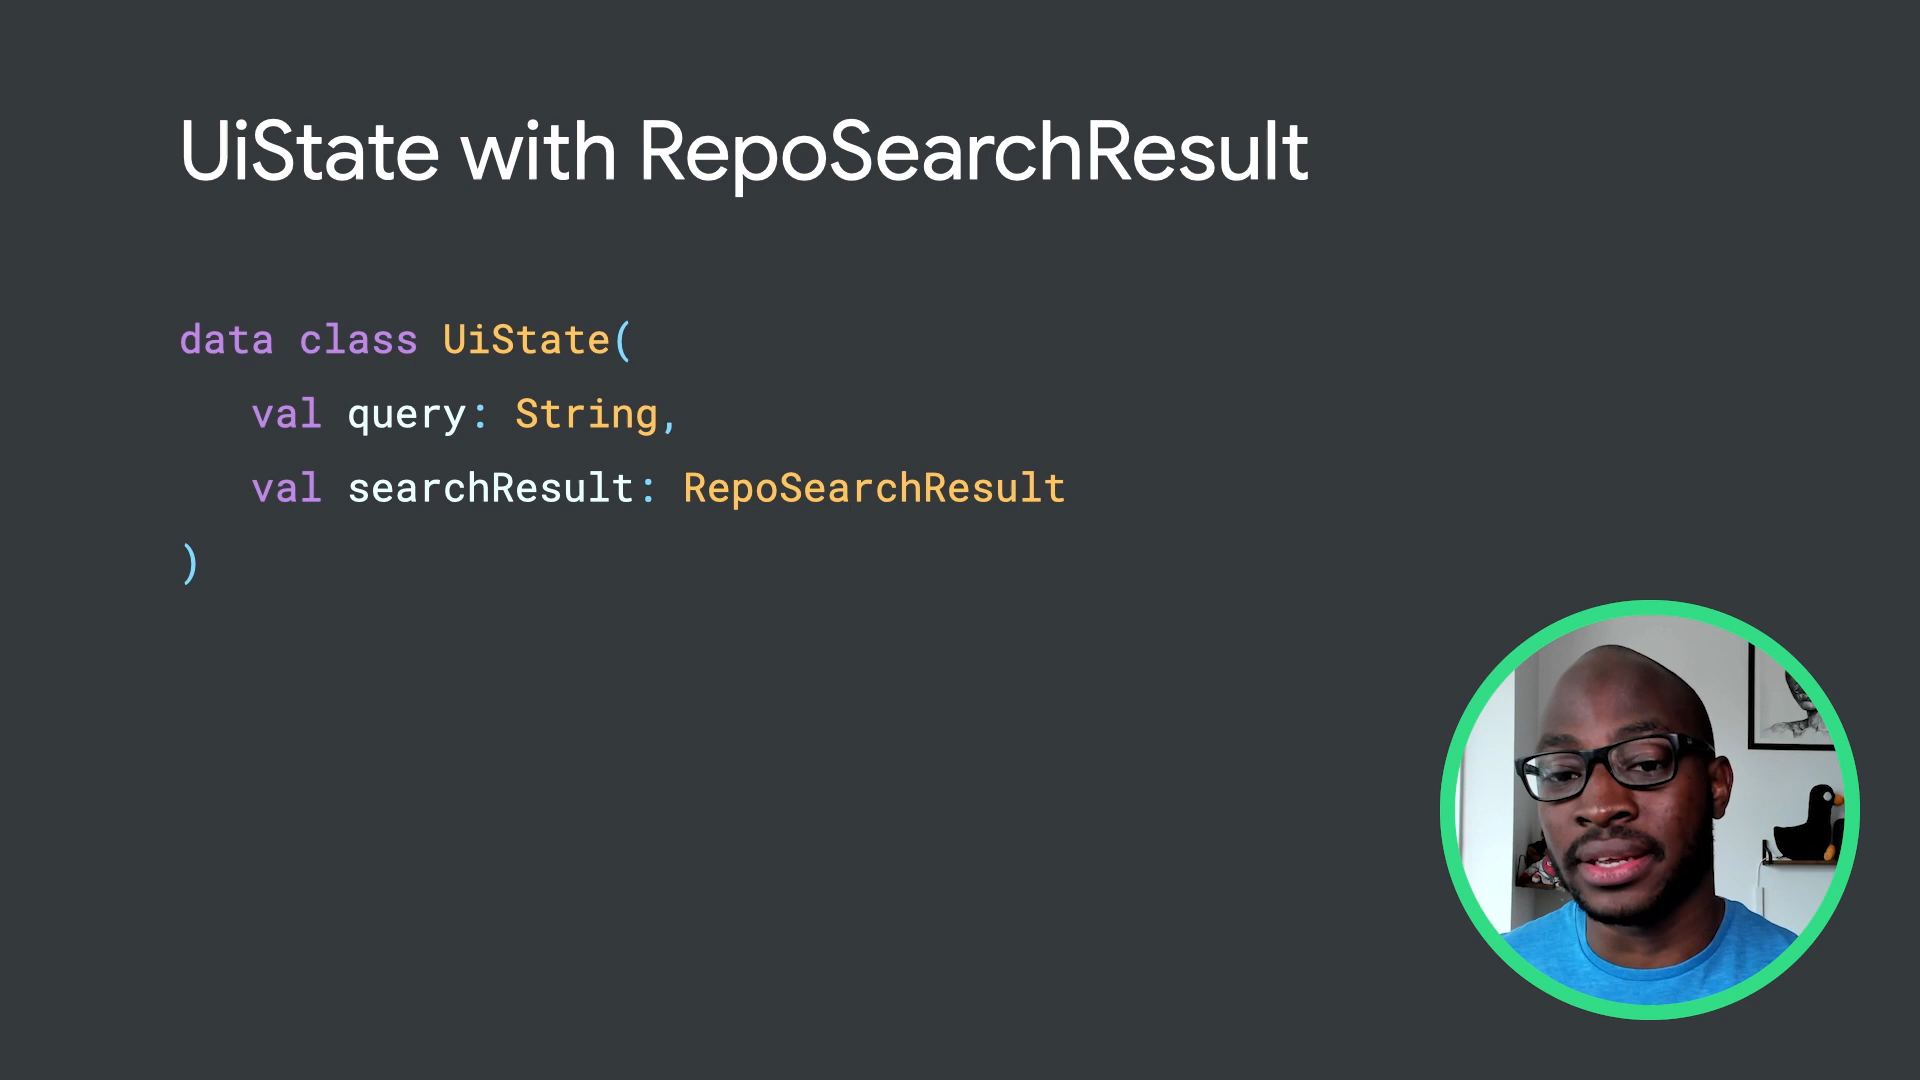 UiState with RepoSearchResult
data class UiState(
val query: String,
val searchResult: RepoSearchResult
)